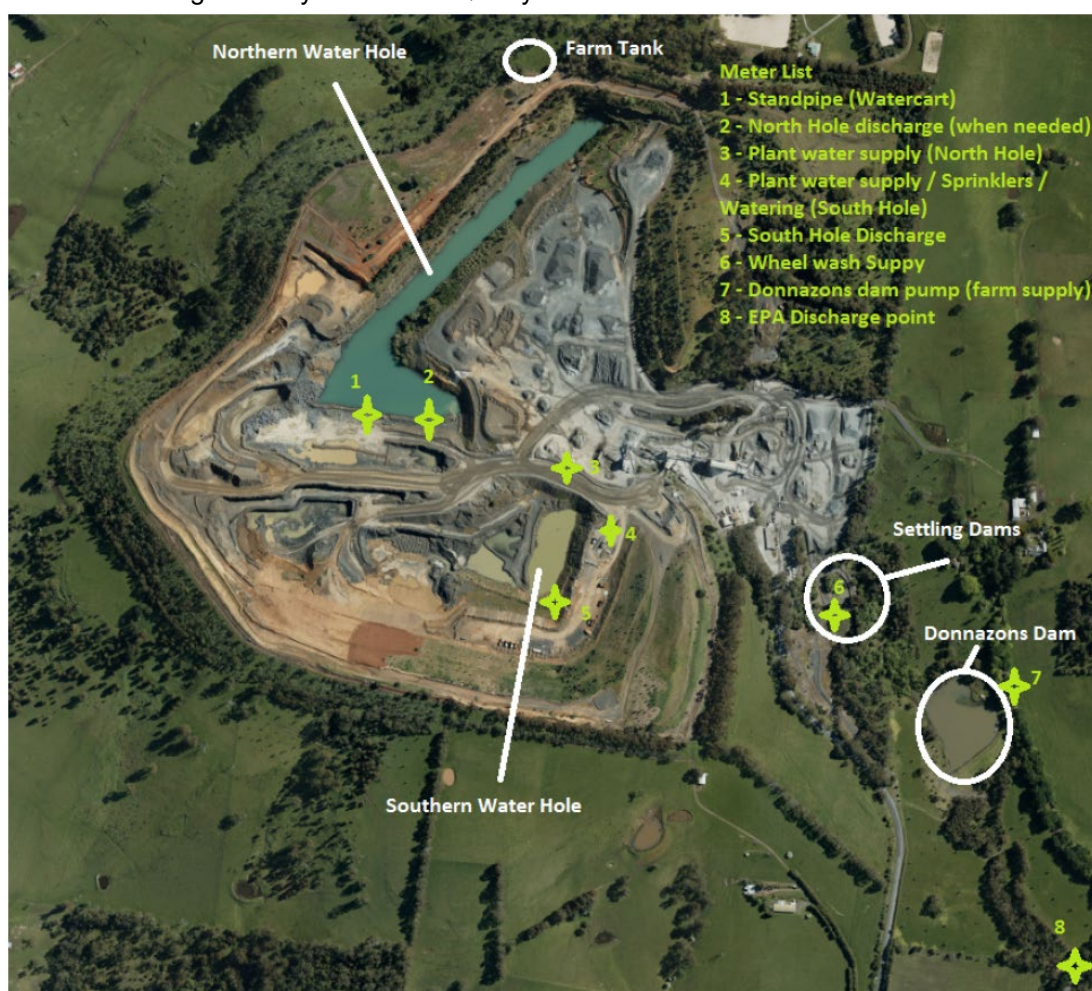 Northern Water Hole
Farm Tank
Meter List
1 - Standpipe (Watercart)
2 - North Hole discharge (when needed)
3 - Plant water supply (North Hole)
4 - Plant water supply / Sprinklers /
Watering (South Hole)
5 - South Hole Discharge
6 - Wheel wash Suppy
7 - Donnazons dam pump (farm supply)
8 - EPA Discharge point
1
2
3
4
Settling Dams
6
5
Donnazons Dam
7
Southern Water Hole
8